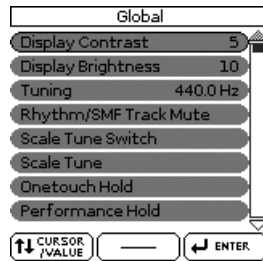 Global
Display Contrast 5
Display Brightness 10
Tuning 440.0 Hz
Rhythm/SMF Track Mute
Scale Tune Switch
Scale Tune
Onetouch Hold
Performance Hold
CURSOR
/VALUE
ENTER